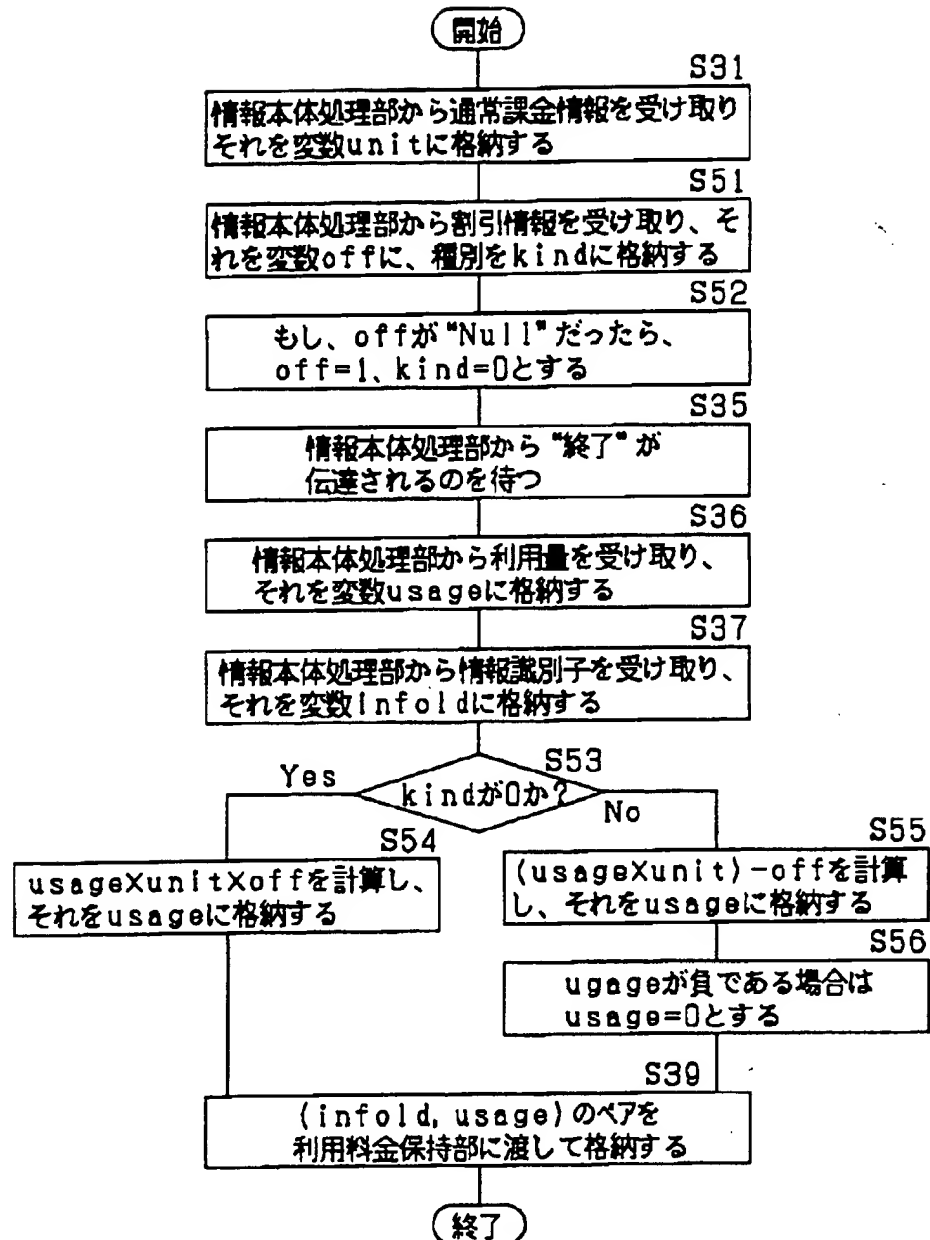 開始
S31
情報本体処理部から通常課金情報を受け取り
それを変数unitに格納する
S51
情報本体処理部から割引情報を受け取り、そ
れを変数offに、種別をkindに格納する
S52
もし、offが"Null"だったら、
off=1、kind=0とする
S35
情報本体処理部から"終了"が
伝達されるのを待つ
S36
情報本体処理部から利用量を受け取り、
それを変数usageに格納する
S37
情報本体処理部から情報識別子を受け取り、
それを変数infoIdに格納する
S53
kindが0か?
Yes
No
S54
usage×unit×offを計算し、
それをusageに格納する
S55
(usage×unit)-offを計算
し、それをusageに格納する
S56
ugageが負である場合は
usage=0とする
S39
(infoId, usage)のペアを
利用料金保持部に渡して格納する
終了